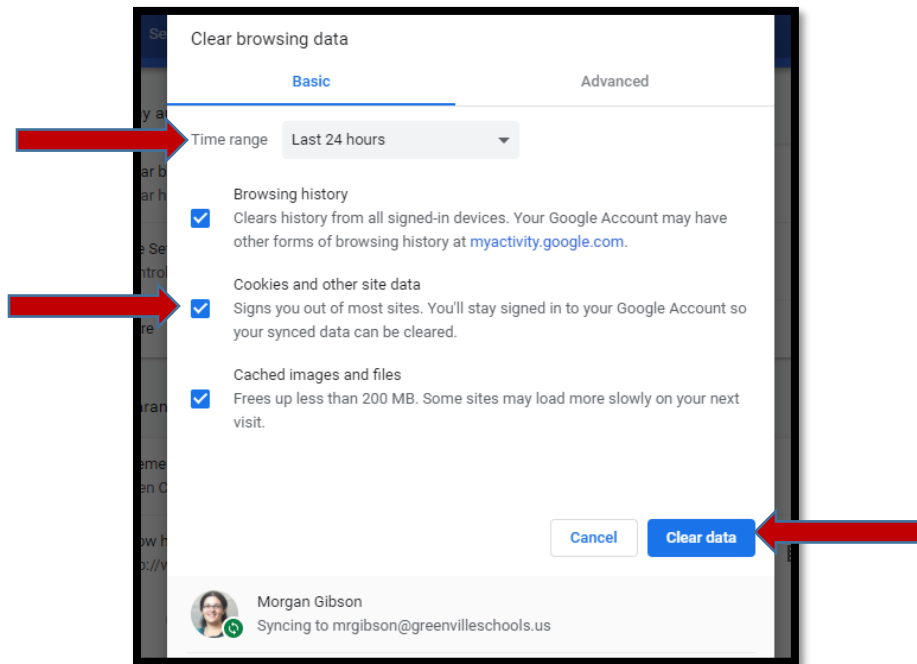 Se
Clear browsing data
Basic Advanced
Time range Last 24 hours
Browsing history
Clears history from all signed-in devices. Your Google Account may have
other forms of browsing history at myactivity.google.com.
Cookies and other site data
Signs you out of most sites. You'll stay signed in to your Google Account so
your synced data can be cleared.
Cached images and files
Frees up less than 200 MB. Some sites may load more slowly on your next
visit.
Cancel Clear data
Morgan Gibson
Syncing to mrgibson@greenvilleschools.us